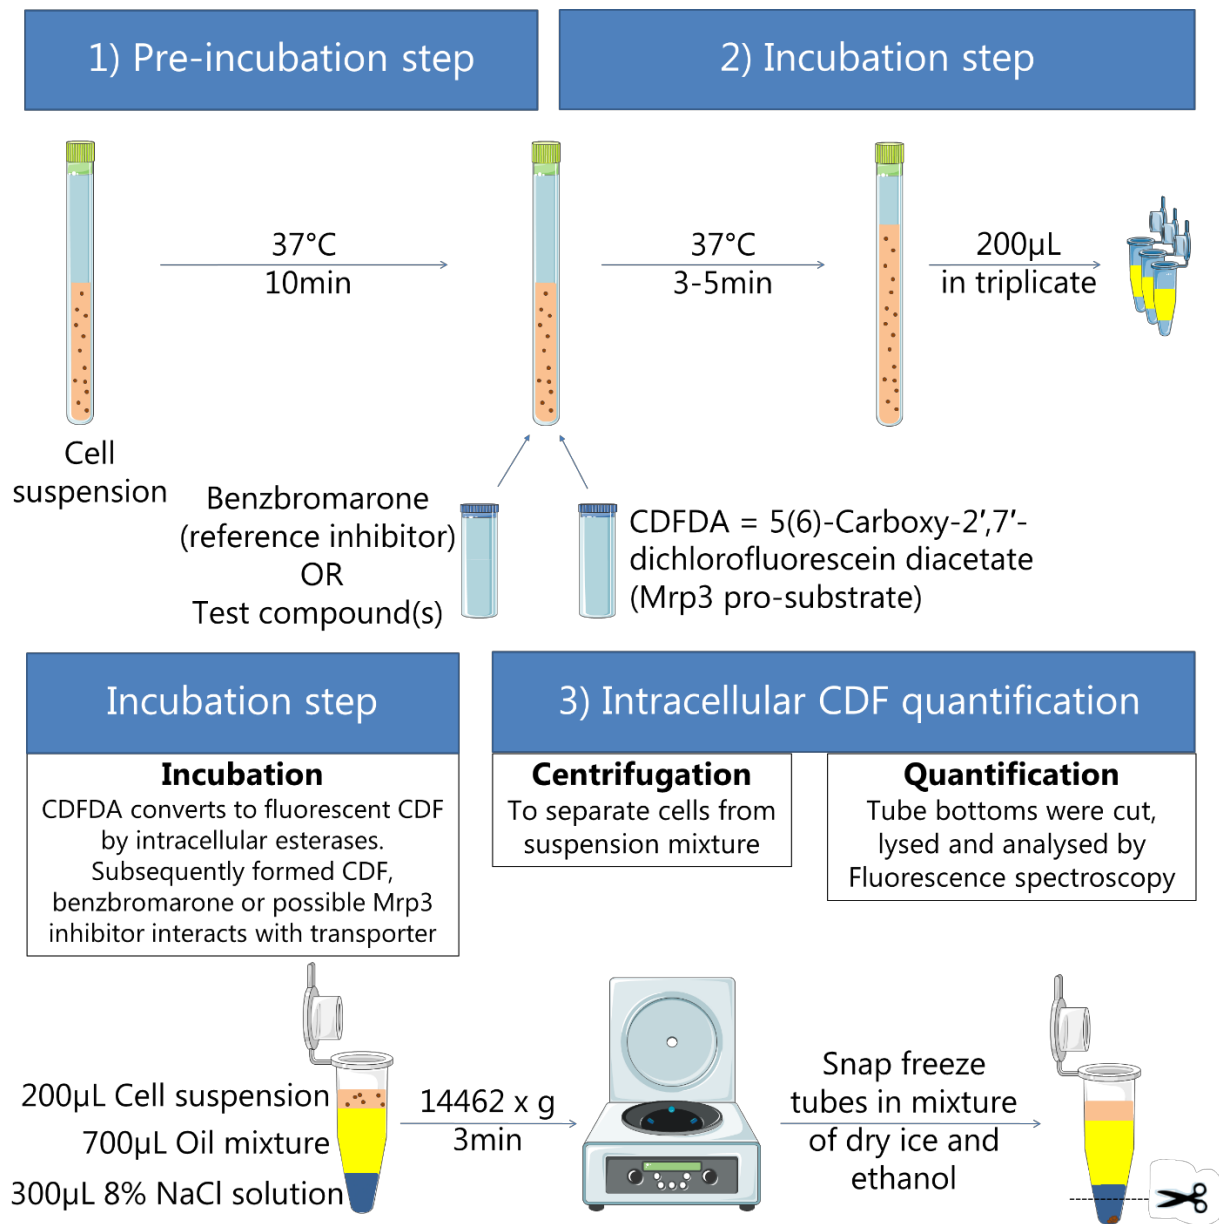 1) Pre-incubation step
2) Incubation step
37°C
10min
37°C
3-5min
200µL
in triplicate
Cell
suspension
Benzbromarone
(reference inhibitor)
OR
Test compound(s)
CDFDA = 5(6)-Carboxy-2′,7′-
dichlorofluorescein diacetate
(Mrp3 pro-substrate)
Incubation step
3) Intracellular CDF quantification
Incubation
CDFDA converts to fluorescent CDF
by intracellular esterases.
Subsequently formed CDF,
benzbromarone or possible Mrp3
inhibitor interacts with transporter
Centrifugation
To separate cells from
suspension mixture
Quantification
Tube bottoms were cut,
lysed and analysed by
Fluorescence spectroscopy
200µL Cell suspension
700µL Oil mixture
300µL 8% NaCl solution
14462 x g
3min
Snap freeze
tubes in mixture
of dry ice and
ethanol